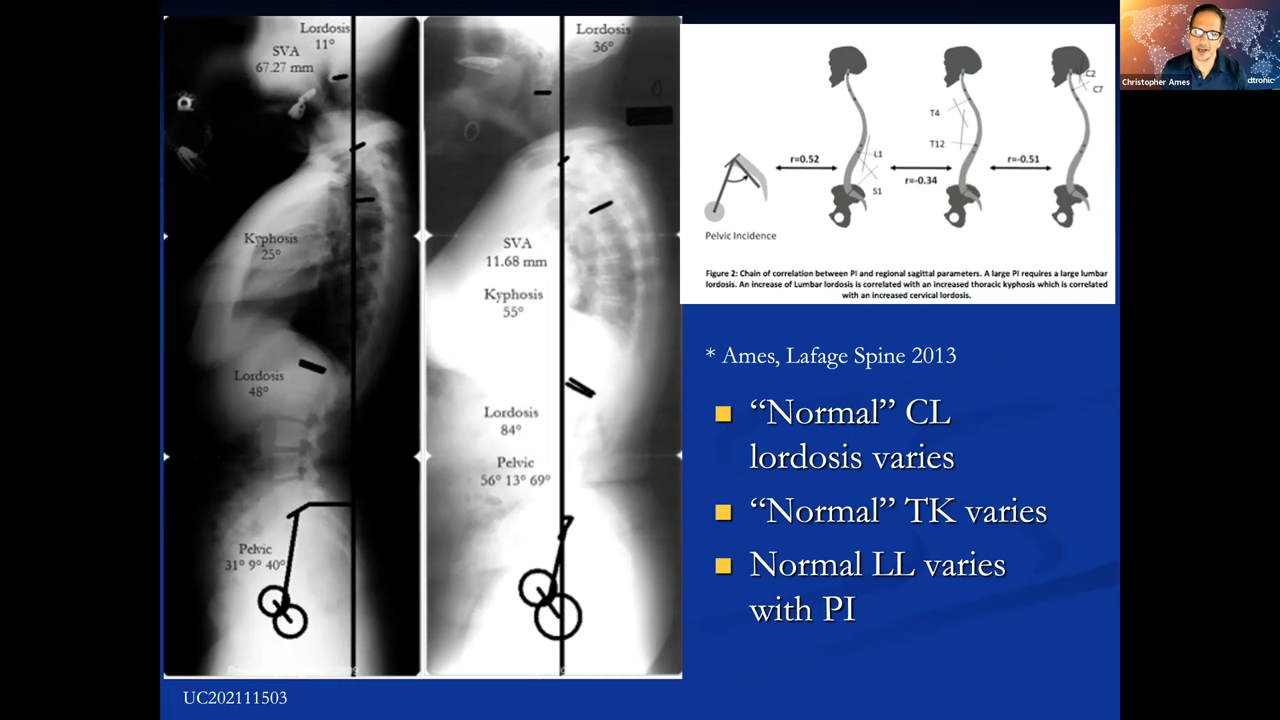 Lordosis
11°
SVA
67.27 mm
Kyphosis
25°
Lordosis
48°
Pelvic
31° 9° 40°
Lordosis
36°
SVA
11.68 mm
Kyphosis
55°
Lordosis
84°
Pelvic
56° 13° 69°
C2
C7
T4
T12
L1
S1
r=0.52
r=-0.34
r=-0.51
Pelvic Incidence
Figure 2: Chain of correlation between PI and regional sagittal parameters. A large PI requires a large lumbar
lordosis. An increase of Lumbar lordosis is correlated with an increased thoracic kyphosis which is correlated
with an increased cervical lordosis.
* Ames, Lafage Spine 2013
“Normal” CL
lordosis varies
“Normal” TK varies
Normal LL varies
with PI
UC202111503
Christopher Ames
dtronic